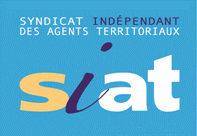 SYNDICAT INDÉPENDANT
DES AGENTS TERRITORIAUX
siat